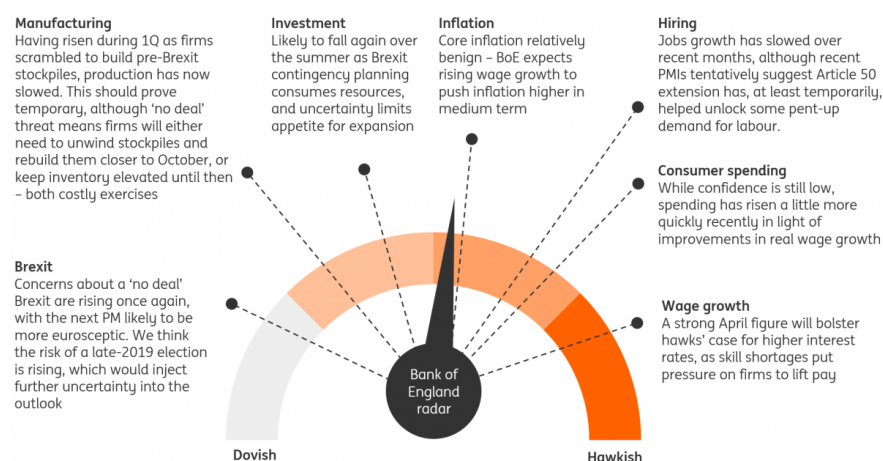 Manufacturing
Having risen during 1Q as firms
scrambled to build pre-Brexit
stockpiles, production has now
slowed. This should prove
temporary, although ‘no deal’
threat means firms will either
need to unwind stockpiles and
rebuild them closer to October, or
keep inventory elevated until then
– both costly exercises
Investment
Likely to fall again over
the summer as Brexit
contingency planning
consumes resources,
and uncertainty limits
appetite for expansion
Inflation
Core inflation relatively
benign – BoE expects
rising wage growth to
push inflation higher in
medium term
Hiring
Jobs growth has slowed over
recent months, although recent
PMIs tentatively suggest Article 50
extension has, at least temporarily,
helped unlock some pent-up
demand for labour.
Consumer spending
While confidence is still low,
spending has risen a little more
quickly recently in light of
improvements in real wage growth
Brexit
Concerns about a ‘no deal’
Brexit are rising once again,
with the next PM likely to be
more eurosceptic. We think
the risk of a late-2019 election
is rising, which would inject
further uncertainty into the
outlook
Wage growth
A strong April figure will bolster
hawks’ case for higher interest
rates, as skill shortages put
pressure on firms to lift pay
Bank of
England
radar
Dovish
Hawkish